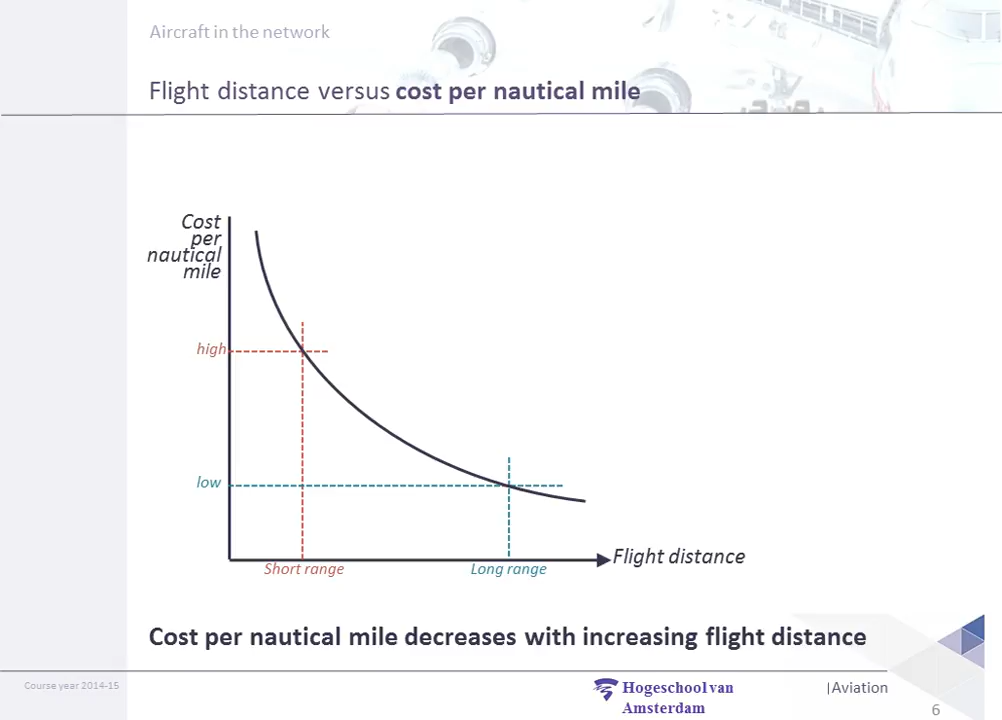 Aircraft in the network
Flight distance versus cost per nautical mile
Cost
per
nautical
mile
high
low
Flight distance
Short range
Long range
Cost per nautical mile decreases with increasing flight distance
Course year 2014-15
Hogeschool van
Amsterdam
|Aviation
6